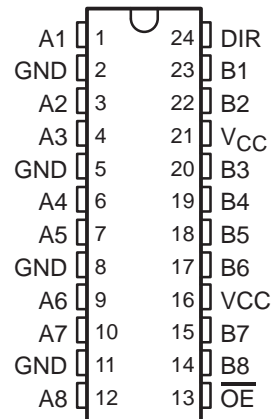 A1 1 24 DIR
GND 2 23 B1
A2 3 22 B2
A3 4 21 VCC
GND 5 20 B3
A4 6 19 B4
A5 7 18 B5
GND 8 17 B6
A6 9 16 VCC
A7 10 15 B7
GND 11 14 B8
A8 12 13 O̅E̅